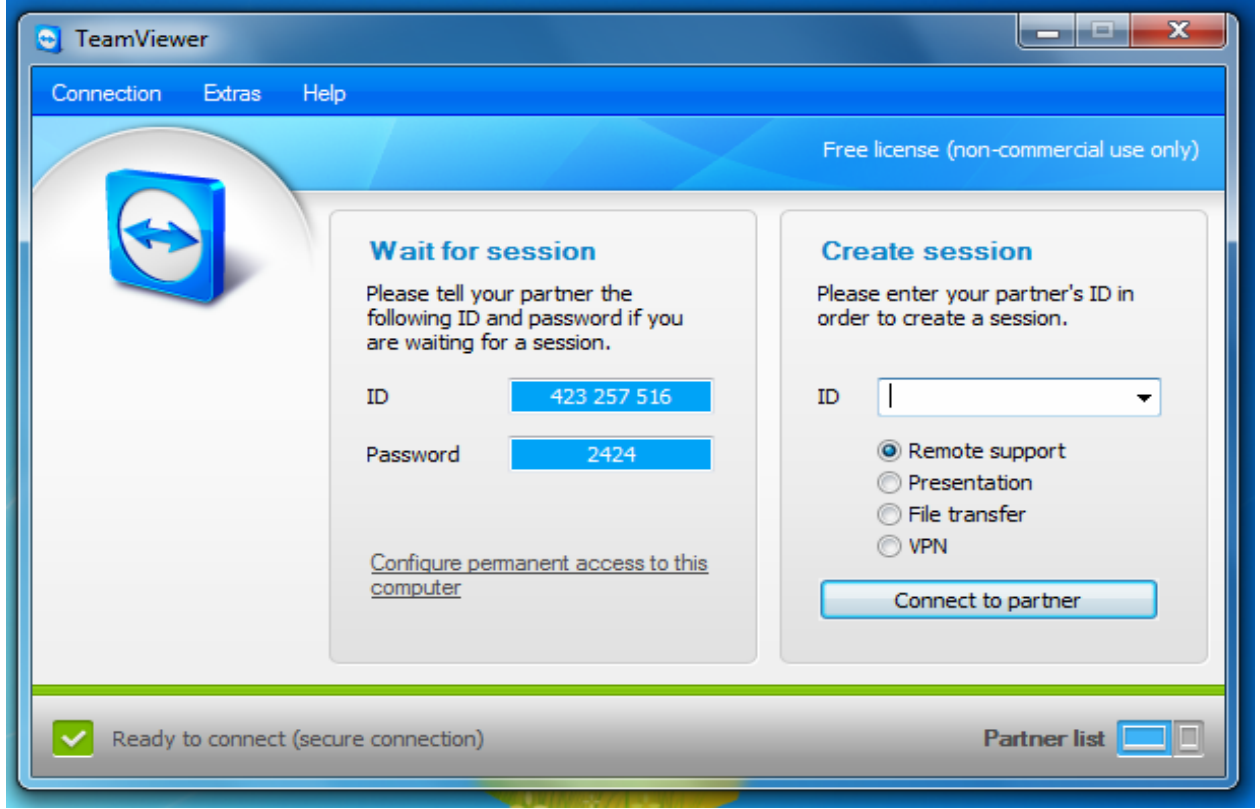 TeamViewer
Connection Extras Help
Free license (non-commercial use only)
Wait for session
Please tell your partner the
following ID and password if you
are waiting for a session.
ID 423 257 516
Password 2424
Configure permanent access to this
computer
Create session
Please enter your partner's ID in
order to create a session.
ID
Remote support
Presentation
File transfer
VPN
Connect to partner
Ready to connect (secure connection)
Partner list